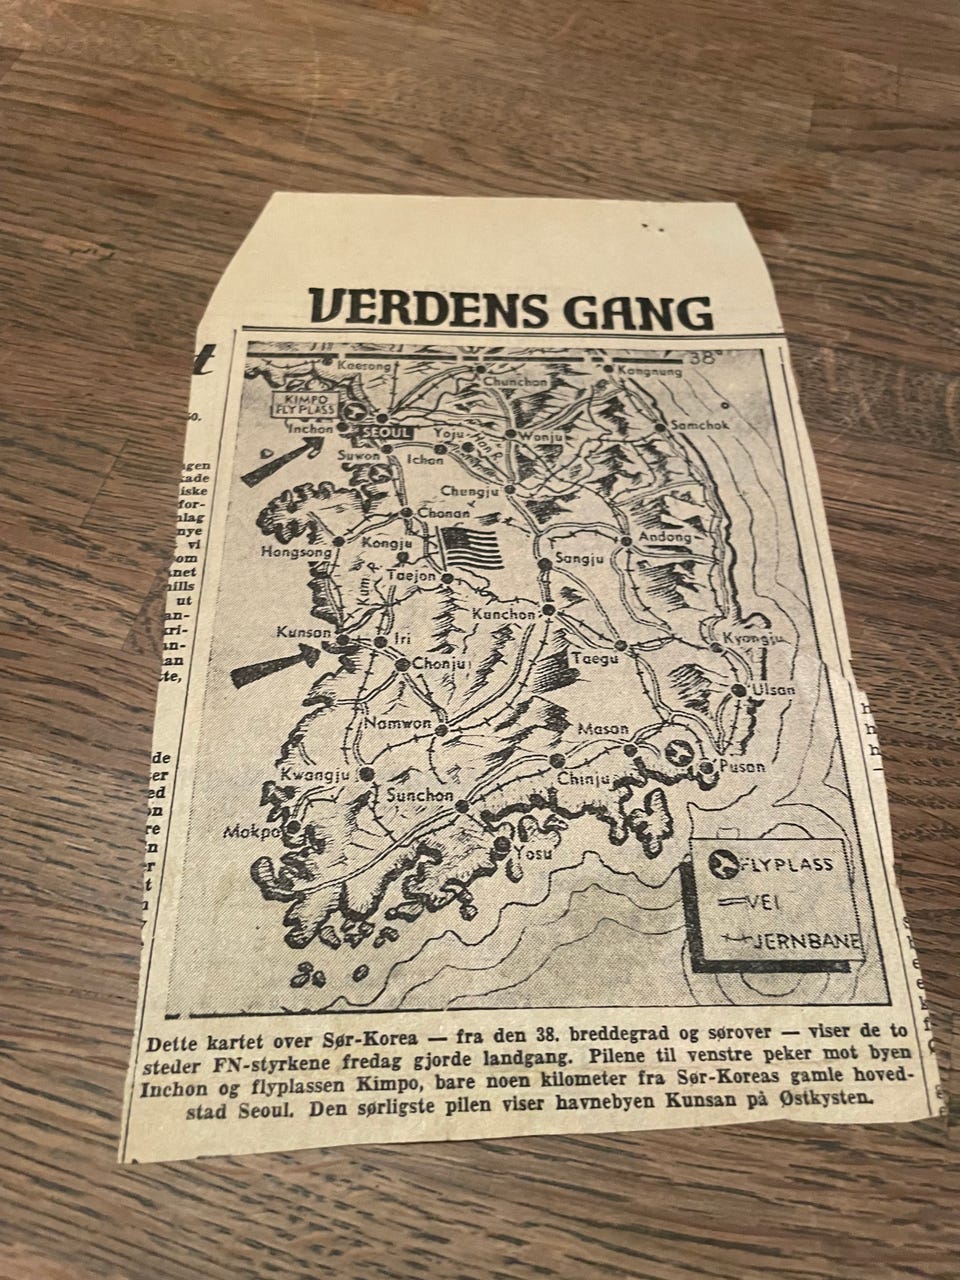 VERDENS GANG
38°
Kaesong
Chunchon
Kangnung
KIMPO
FLYPLASS
Inchon
SEOUL
Yoju
Han R.
Wonju
Samchok
Suwon
Ichon
Chungju
Chonan
Hongsong
Kongju
Andong
Sangju
Taejon
Kunchon
Kunsan
Iri
Kyongju
Chonju
Taegu
Ulsan
Namwon
Masan
Kwangju
Chinju
Pusan
Sunchon
Mokpo
Yosu
FLYPLASS
VEI
JERNBANE
Dette kartet over Sør-Korea — fra den 38. breddegrad og sørover — viser de to
steder FN-styrkene fredag gjorde landgang. Pilene til venstre peker mot byen
Inchon og flyplassen Kimpo, bare noen kilometer fra Sør-Koreas gamle hoved-
stad Seoul. Den sørligste pilen viser havnebyen Kunsan på Østkysten.